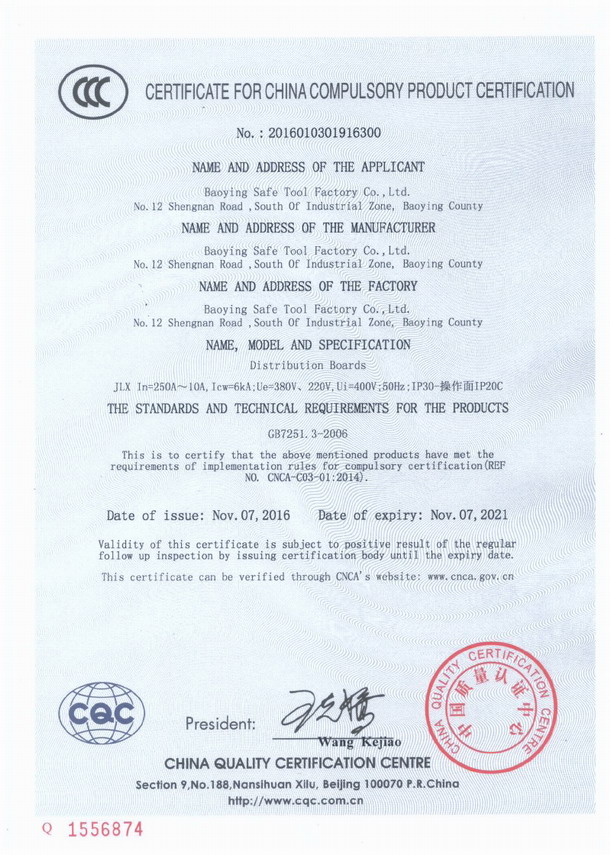 CCC
CERTIFICATE FOR CHINA COMPULSORY PRODUCT CERTIFICATION
No. : 2016010301916300
NAME AND ADDRESS OF THE APPLICANT
Baoying Safe Tool Factory Co.,Ltd.
No.12 Shengnan Road ,South Of Industrial Zone, Baoying County
NAME AND ADDRESS OF THE MANUFACTURER
Baoying Safe Tool Factory Co.,Ltd.
No.12 Shengnan Road ,South Of Industrial Zone, Baoying County
NAME AND ADDRESS OF THE FACTORY
Baoying Safe Tool Factory Co.,Ltd.
No.12 Shengnan Road ,South Of Industrial Zone, Baoying County
NAME, MODEL AND SPECIFICATION
Distribution Boards
JLX In=250A～10A,Icw=6kA;Ue=380V、220V,Ui=400V;50Hz;IP30-操作面IP20C
THE STANDARDS AND TECHNICAL REQUIREMENTS FOR THE PRODUCTS
GB7251.3-2006
This is to certify that the above mentioned products have met the
requirements of implementation rules for compulsory certification(REF
NO. CNCA-C03-01:2014).
Date of issue: Nov.07,2016 Date of expiry: Nov.07,2021
Validity of this certificate is subject to positive result of the regular
follow up inspection by issuing certification body until the expiry date.
This certificate can be verified through CNCA's website: www.cnca.gov.cn
CQC
President:
王克娇
Wang Kejiao
CHINA QUALITY CERTIFICATION CENTRE
中国质量认证中心
CHINA QUALITY CERTIFICATION CENTRE
Section 9,No.188,Nansihuan Xilu, Beijing 100070 P.R.China
http://www.cqc.com.cn
Q 1556874